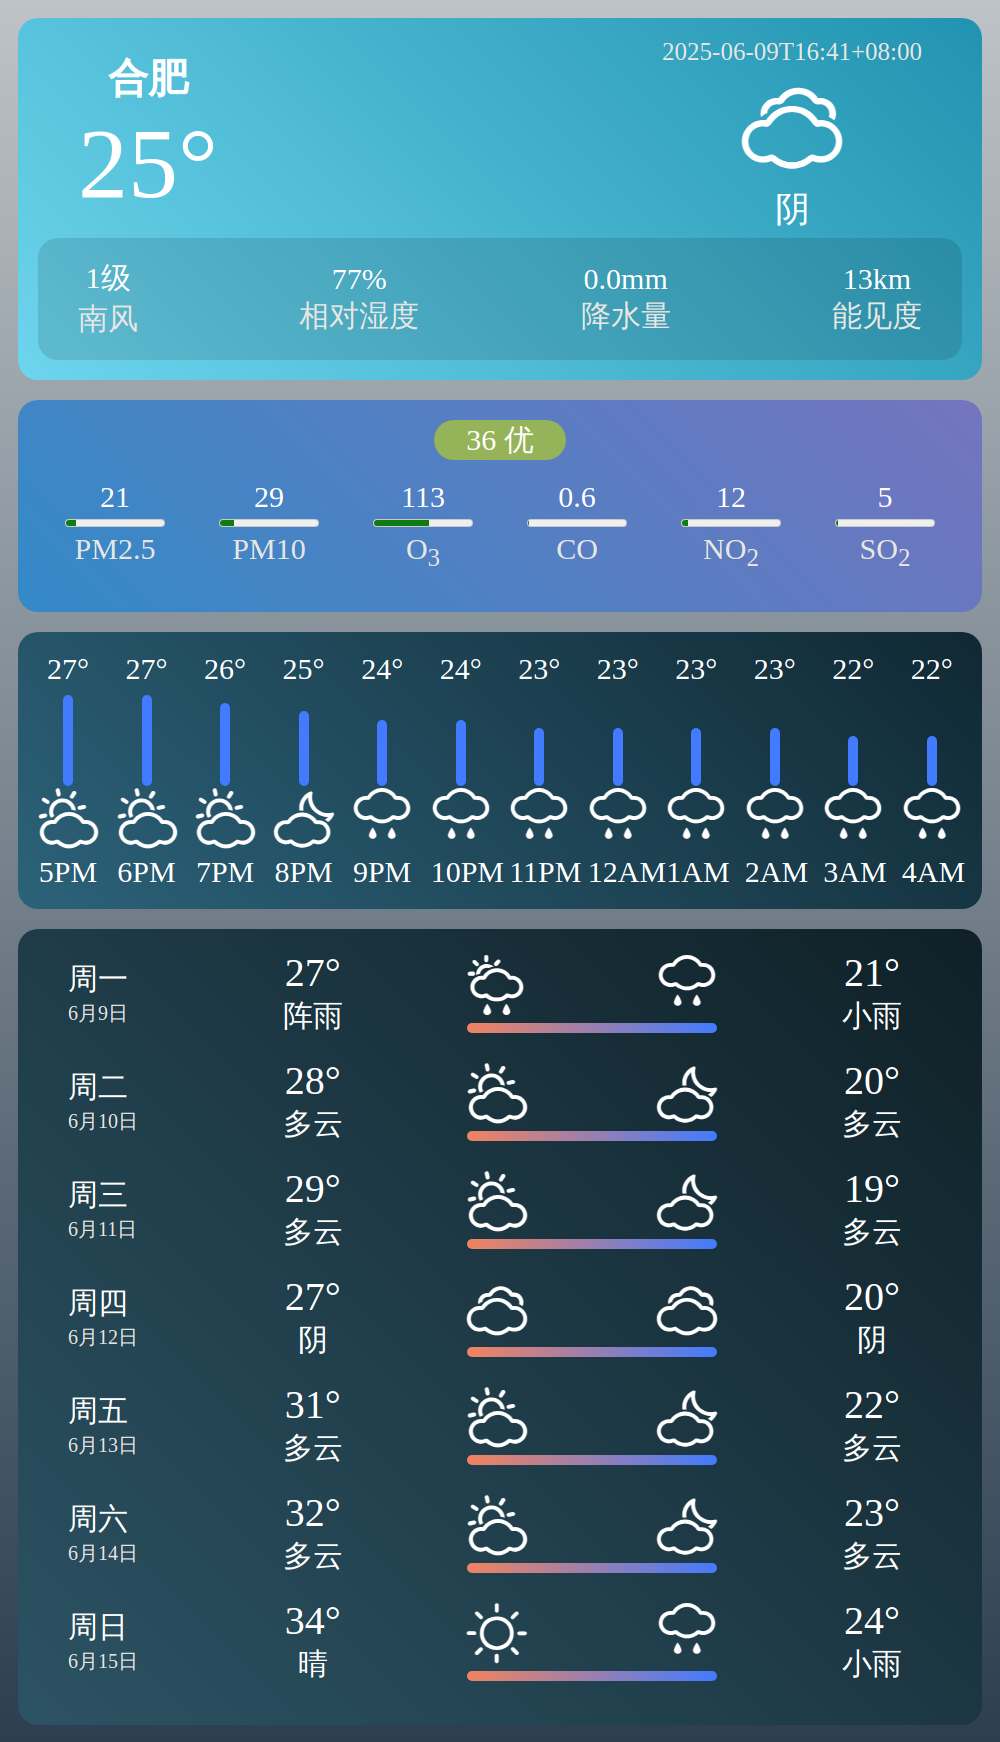 合肥
2025-06-09T16:41+08:00
25°
阴
1级 77% 0.0mm 13km
南风 相对湿度 降水量 能见度
36 优
21 29 113 0.6 12 5
PM2.5 PM10 O3 CO NO2 SO2
27° 27° 26° 25° 24° 24° 23° 23° 23° 23° 22° 22°
5PM 6PM 7PM 8PM 9PM 10PM 11PM 12AM 1AM 2AM 3AM 4AM
周一 27° 21°
6月9日 阵雨 小雨
周二 28° 20°
6月10日 多云 多云
周三 29° 19°
6月11日 多云 多云
周四 27° 20°
6月12日 阴 阴
周五 31° 22°
6月13日 多云 多云
周六 32° 23°
6月14日 多云 多云
周日 34° 24°
6月15日 晴 小雨